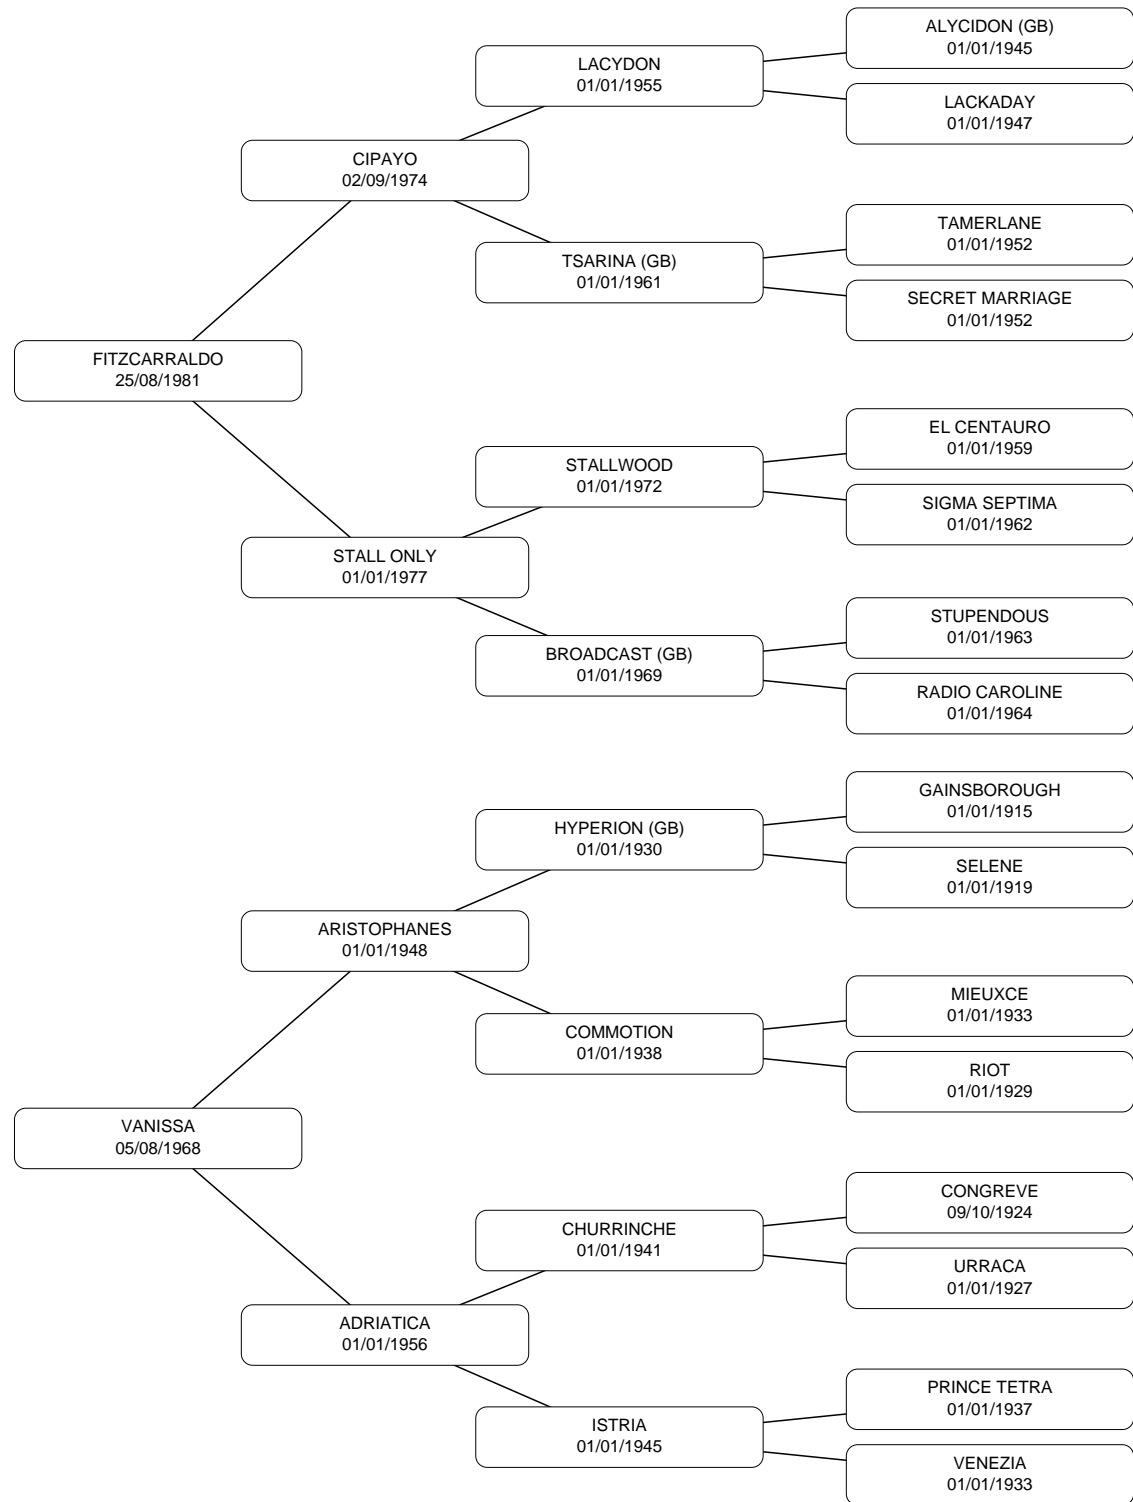 ALYCIDON (GB)
01/01/1945
LACYDON
01/01/1955
LACKADAY
01/01/1947
CIPAYO
02/09/1974
TAMERLANE
01/01/1952
TSARINA (GB)
01/01/1961
SECRET MARRIAGE
01/01/1952
FITZCARRALDO
25/08/1981
EL CENTAURO
01/01/1959
STALLWOOD
01/01/1972
SIGMA SEPTIMA
01/01/1962
STALL ONLY
01/01/1977
STUPENDOUS
01/01/1963
BROADCAST (GB)
01/01/1969
RADIO CAROLINE
01/01/1964
GAINSBOROUGH
01/01/1915
HYPERION (GB)
01/01/1930
SELENE
01/01/1919
ARISTOPHANES
01/01/1948
MIEUXCE
01/01/1933
COMMOTION
01/01/1938
RIOT
01/01/1929
VANISSA
05/08/1968
CONGREVE
09/10/1924
CHURRINCHE
01/01/1941
URRACA
01/01/1927
ADRIATICA
01/01/1956
PRINCE TETRA
01/01/1937
ISTRIA
01/01/1945
VENEZIA
01/01/1933